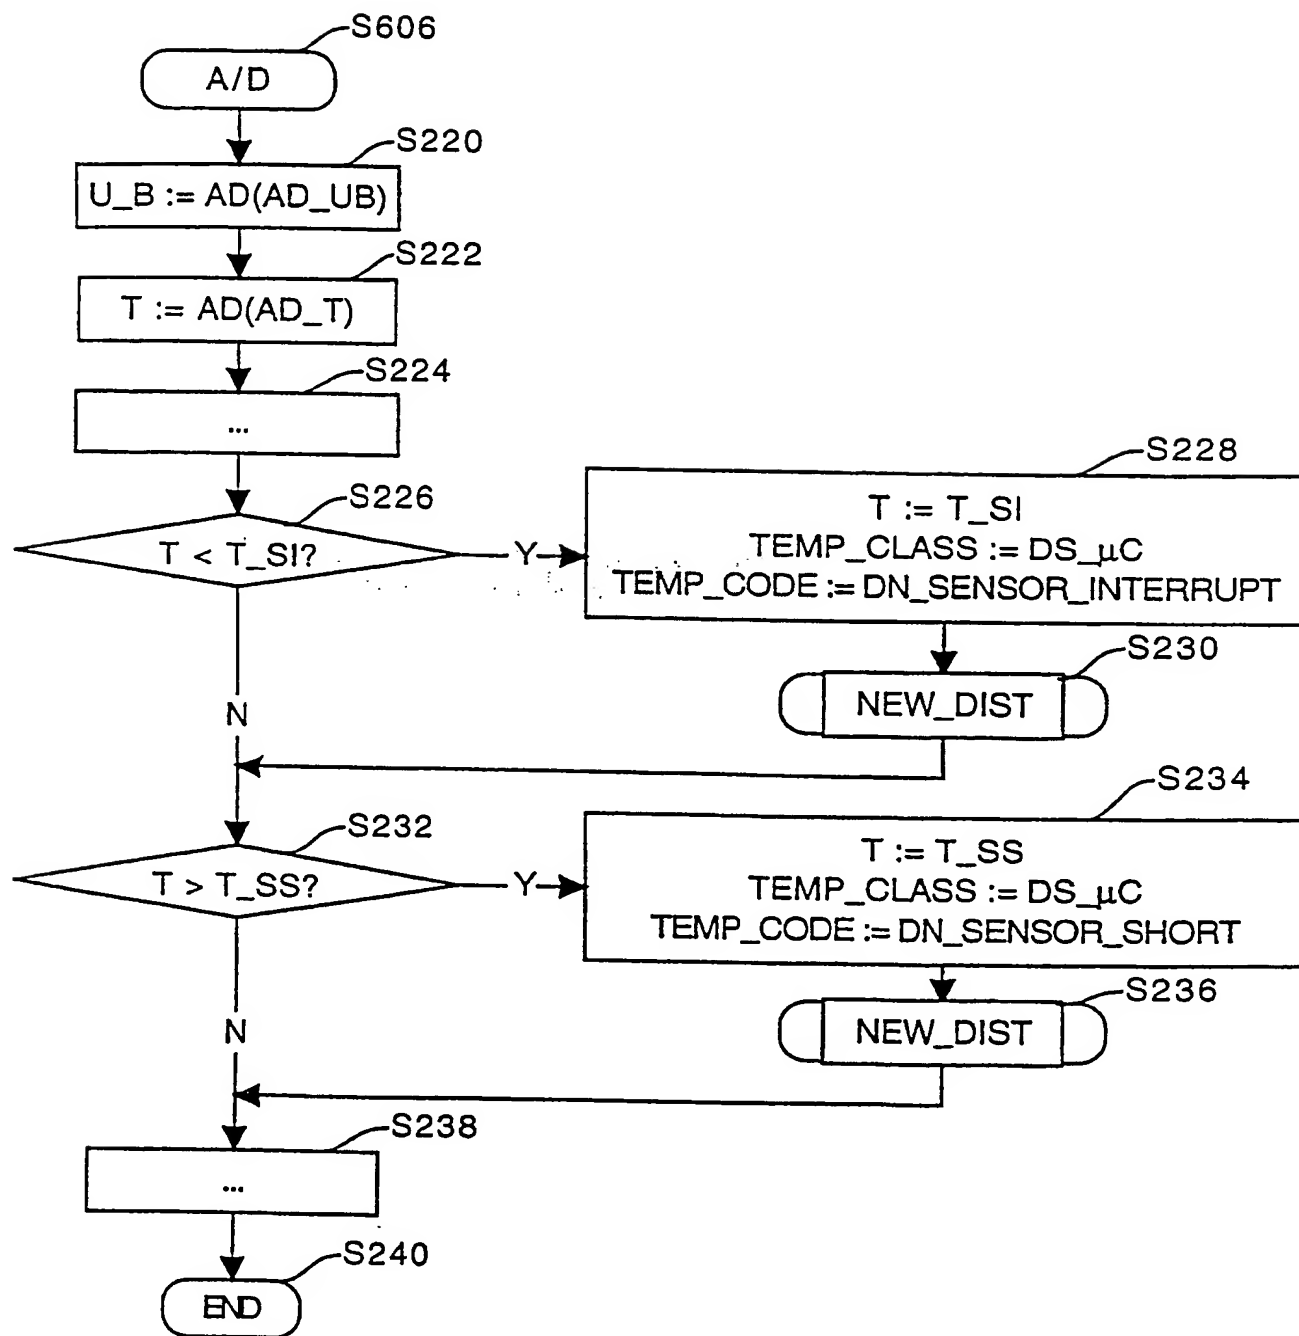 S606
A/D
S220
U_B := AD(AD_UB)
S222
T := AD(AD_T)
S224
...
S226
T < T_SI?
Y
S228
T := T_SI
TEMP_CLASS := DS_μC
TEMP_CODE := DN_SENSOR_INTERRUPT
S230
NEW_DIST
N
S232
T > T_SS?
Y
S234
T := T_SS
TEMP_CLASS := DS_μC
TEMP_CODE := DN_SENSOR_SHORT
S236
NEW_DIST
N
S238
...
S240
END